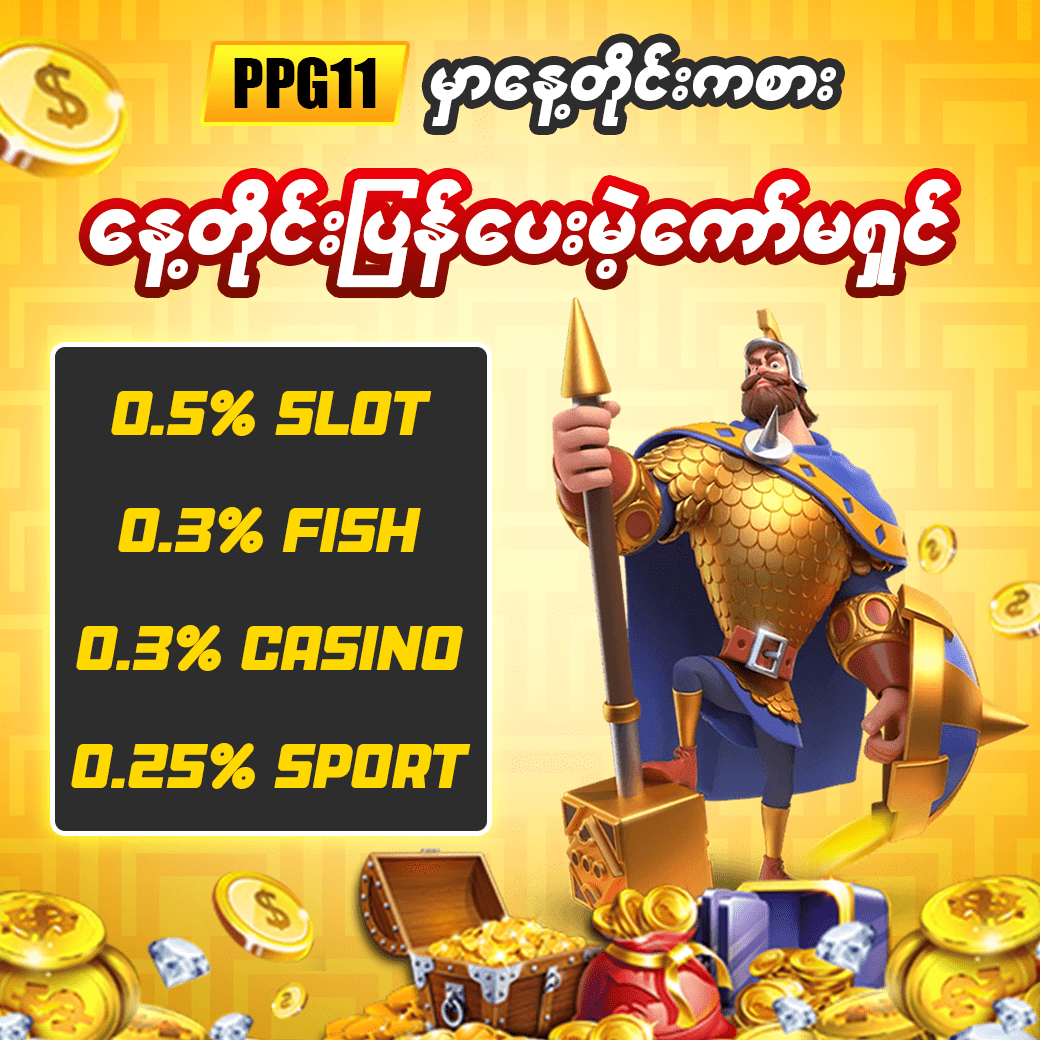 PPG11 မှာနေ့တိုင်းကစား
နေ့တိုင်းပြန်ပေးမဲ့ကော်မရှင်
0.5% SLOT
0.3% FISH
0.3% CASINO
0.25% SPORT